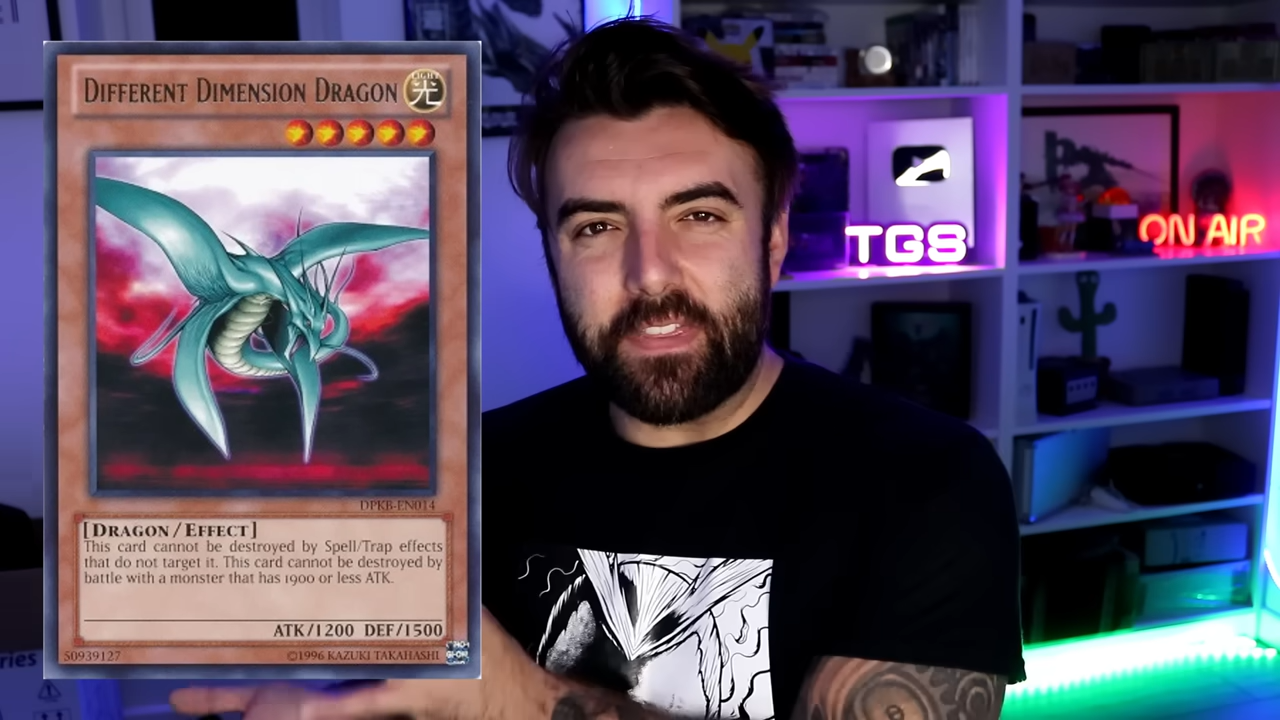 DIFFERENT DIMENSION DRAGON
LIGHT
光
DPKB-EN014
[DRAGON/EFFECT]
This card cannot be destroyed by Spell/Trap effects
that do not target it. This card cannot be destroyed by
battle with a monster that has 1900 or less ATK.
ATK/1200 DEF/1500
50939127
©1996 KAZUKI TAKAHASHI
TGS
ON AIR
ries